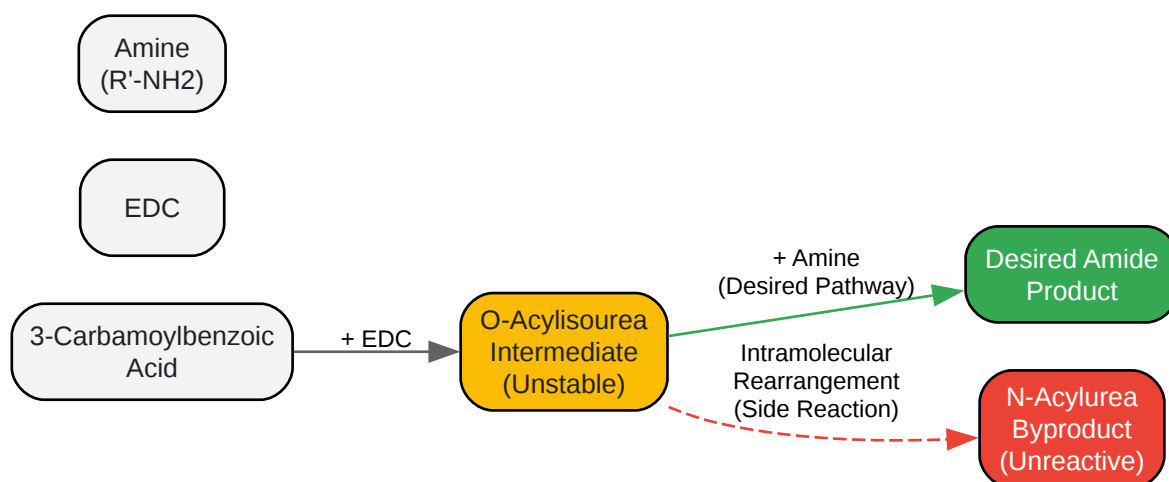 Amine
(R'-NH2)
EDC
3-Carbamoylbenzoic
Acid
+ EDC
O-Acylisourea
Intermediate
(Unstable)
+ Amine
(Desired Pathway)
Desired Amide
Product
Intramolecular
Rearrangement
(Side Reaction)
N-Acylurea
Byproduct
(Unreactive)